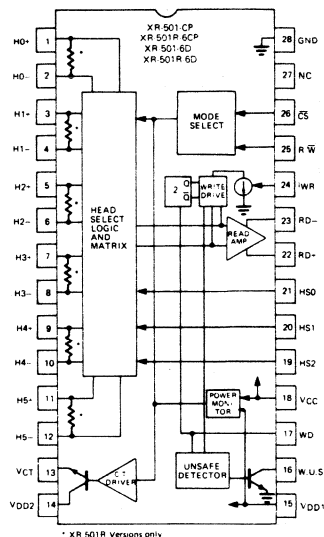 XR-501-CP
XR-501R-6CP
XR-501-6D
XR-501R-6D
H0+ 1
H0- 2
H1+ 3
H1- 4
H2+ 5
H2- 6
H3+ 7
H3- 8
H4+ 9
H4- 10
H5+ 11
H5- 12
VCT 13
VDD2 14
28 GND
27 NC
26 CS
25 R W
24 WR
23 RD-
22 RD+
21 HS0
20 HS1
19 HS2
18 VCC
17 WD
16 W.U.S
15 VDD1
*
*
*
*
*
*
HEAD
SELECT
LOGIC
AND
MATRIX
MODE
SELECT
2 Q
Q
WRITE
DRIVE
READ
AMP
POWER
MONI-
TOR
UNSAFE
DETECTOR
C T
DRIVER
* XR 501R Versions only